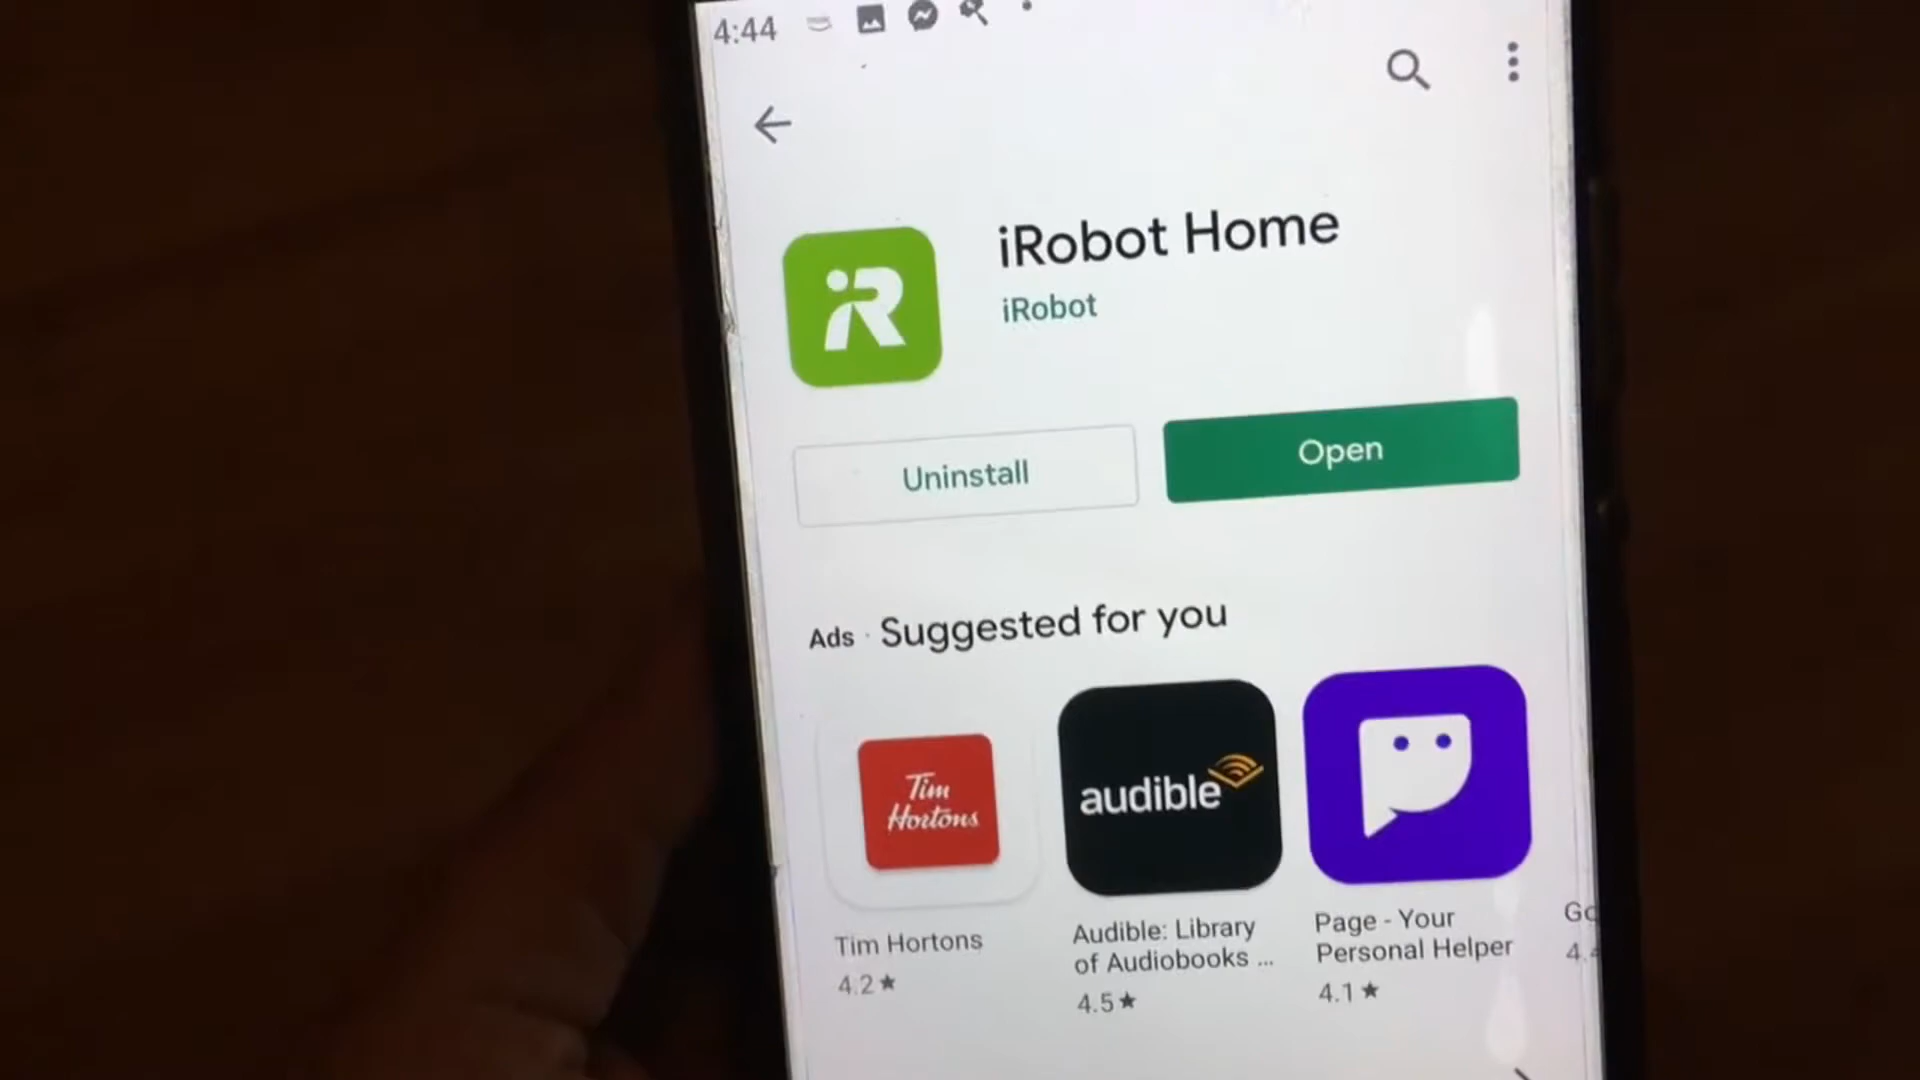 4:44
iRobot Home
iRobot
Uninstall
Open
Ads · Suggested for you
Tim
Hortons
audible
Tim Hortons
4.2★
Audible: Library
of Audiobooks ...
4.5★
Page - Your
Personal Helper
4.1★